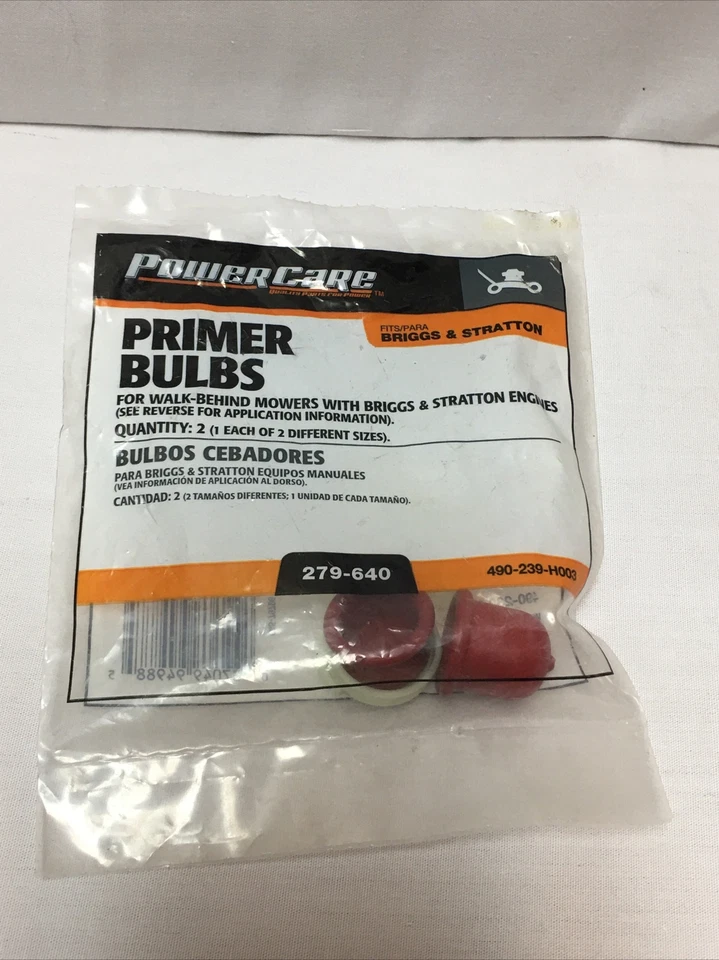 POWERCARE™
QUALITY PARTS FOR POWER
FITS/PARA
BRIGGS & STRATTON
PRIMER
BULBS
FOR WALK-BEHIND MOWERS WITH BRIGGS & STRATTON ENGINES
(SEE REVERSE FOR APPLICATION INFORMATION).
QUANTITY: 2 (1 EACH OF 2 DIFFERENT SIZES).
BULBOS CEBADORES
PARA BRIGGS & STRATTON EQUIPOS MANUALES
(VEA INFORMACIÓN DE APLICACIÓN AL DORSO).
CANTIDAD: 2 (2 TAMAÑOS DIFERENTES; 1 UNIDAD DE CADA TAMAÑO).
279-640
490-239-H003